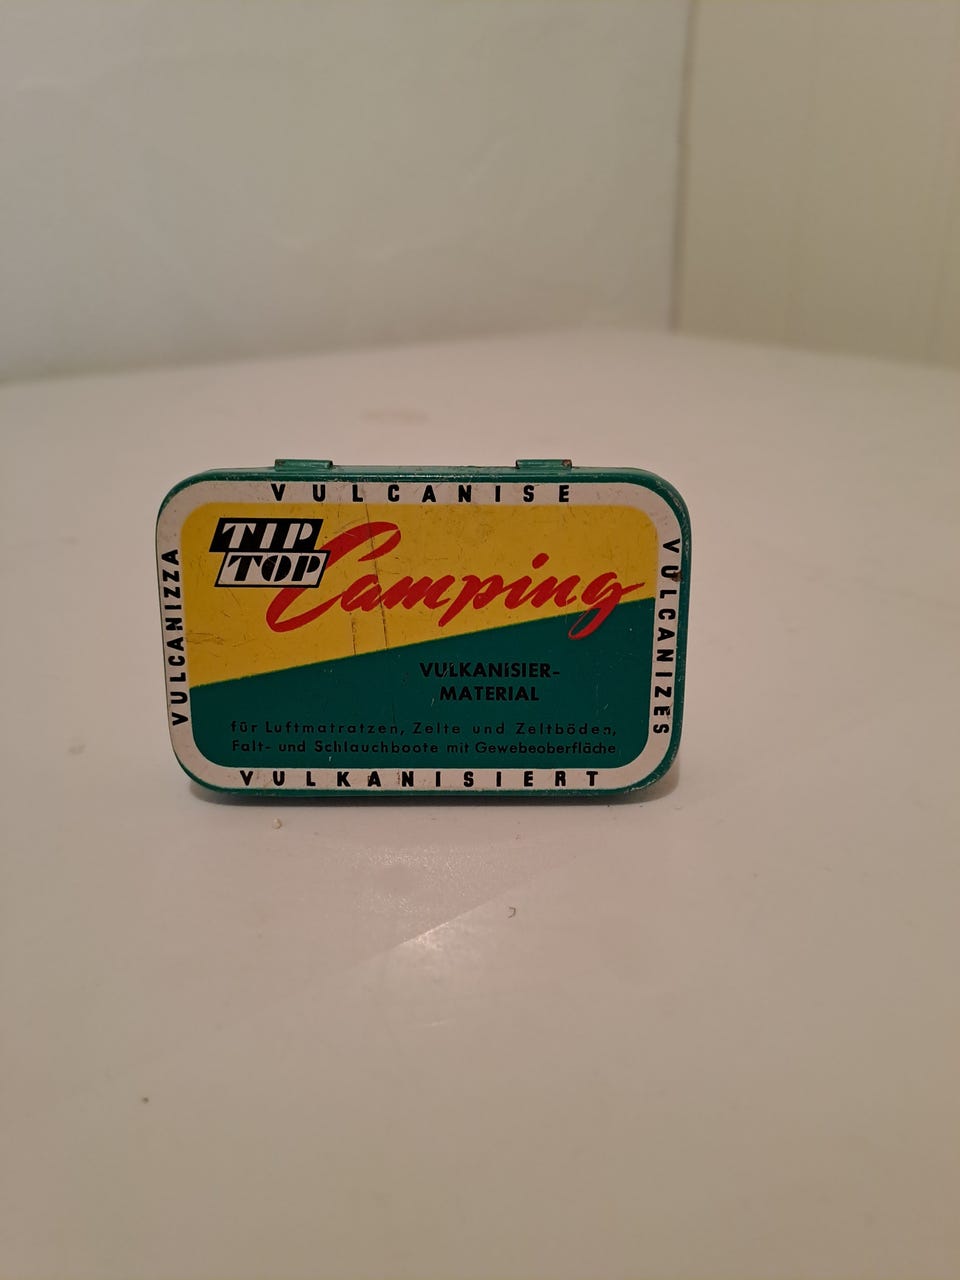 VULCANISE
TIP
TOP
Camping
VULKANISIER-
MATERIAL
für Luftmatratzen, Zelte und Zeltböden,
Falt- und Schlauchboote mit Gewebeoberfläche
VULKANISIERT
VULCANIZZA
VULCANIZES